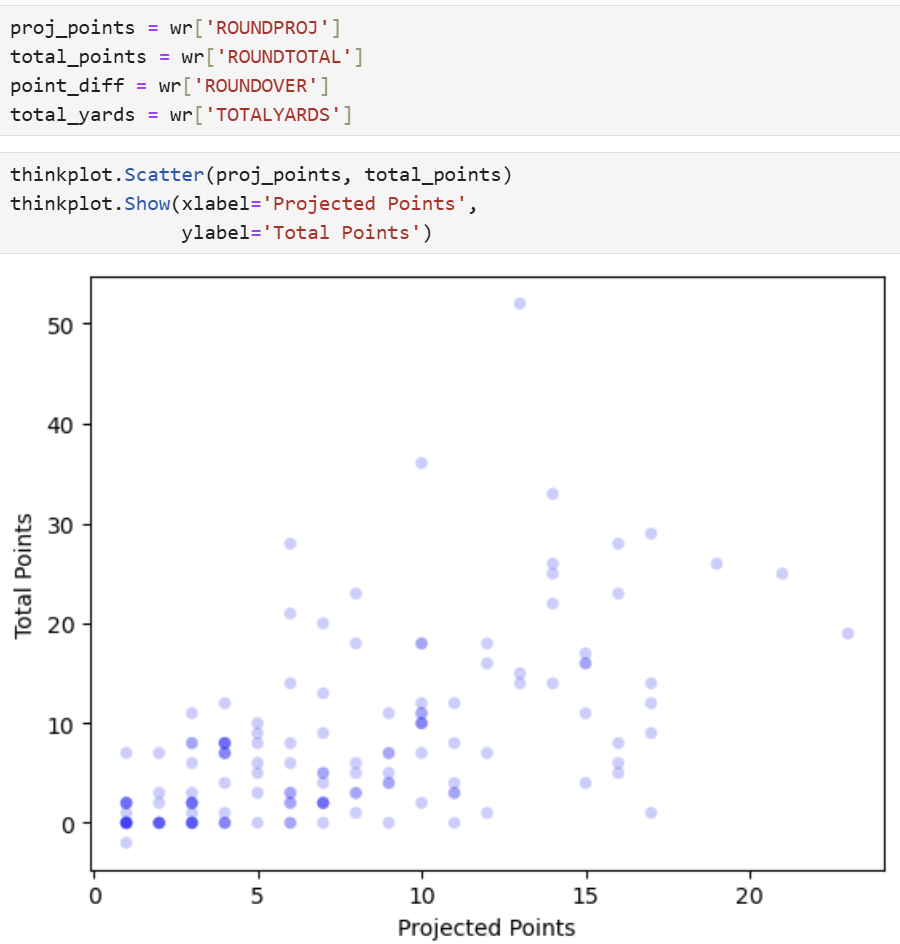 proj_points = wr['ROUNDPROJ']
total_points = wr['ROUNDTOTAL']
point_diff = wr['ROUNDOVER']
total_yards = wr['TOTALYARDS']
thinkplot.Scatter(proj_points, total_points)
thinkplot.Show(xlabel='Projected Points',
ylabel='Total Points')
50
40
30
20
10
0
Total Points
0 5 10 15 20
Projected Points